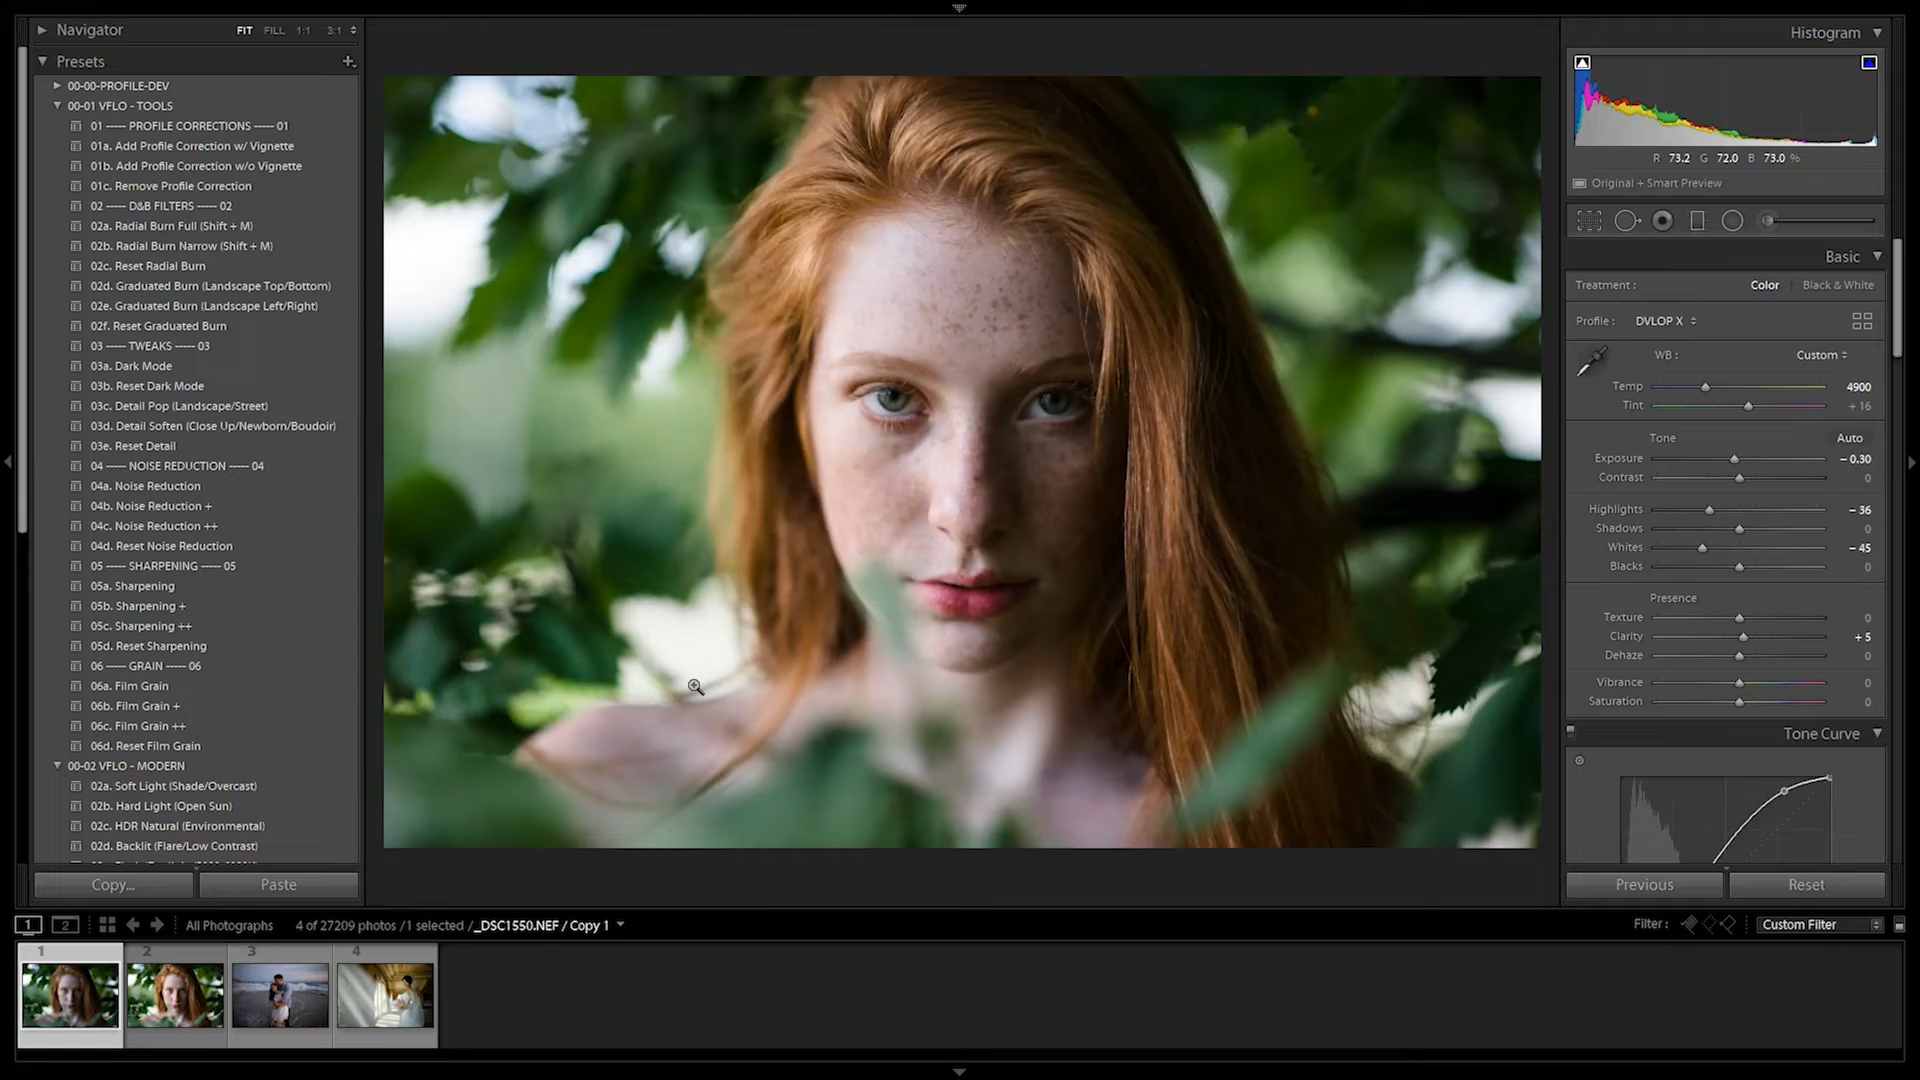 Navigator FIT FILL 1:1 3:1
Presets
00-00-PROFILE-DEV
00-01 VFLO - TOOLS
01 ----- PROFILE CORRECTIONS ----- 01
01a. Add Profile Correction w/ Vignette
01b. Add Profile Correction w/o Vignette
01c. Remove Profile Correction
02 ----- D&B FILTERS ----- 02
02a. Radial Burn Full (Shift + M)
02b. Radial Burn Narrow (Shift + M)
02c. Reset Radial Burn
02d. Graduated Burn (Landscape Top/Bottom)
02e. Graduated Burn (Landscape Left/Right)
02f. Reset Graduated Burn
03 ----- TWEAKS ----- 03
03a. Dark Mode
03b. Reset Dark Mode
03c. Detail Pop (Landscape/Street)
03d. Detail Soften (Close Up/Newborn/Boudoir)
03e. Reset Detail
04 ----- NOISE REDUCTION ----- 04
04a. Noise Reduction
04b. Noise Reduction +
04c. Noise Reduction ++
04d. Reset Noise Reduction
05 ----- SHARPENING ----- 05
05a. Sharpening
05b. Sharpening +
05c. Sharpening ++
05d. Reset Sharpening
06 ----- GRAIN ----- 06
06a. Film Grain
06b. Film Grain +
06c. Film Grain ++
06d. Reset Film Grain
00-02 VFLO - MODERN
02a. Soft Light (Shade/Overcast)
02b. Hard Light (Open Sun)
02c. HDR Natural (Environmental)
02d. Backlit (Flare/Low Contrast)
Copy... Paste
Histogram
R 73.2 G 72.0 B 73.0 %
Original + Smart Preview
Basic
Treatment : Color Black & White
Profile : DVLOP X
WB : Custom
Temp 4900
Tint + 16
Tone Auto
Exposure – 0.30
Contrast 0
Highlights – 36
Shadows 0
Whites – 45
Blacks 0
Presence
Texture 0
Clarity + 5
Dehaze 0
Vibrance 0
Saturation 0
Tone Curve
Previous Reset
1 2 All Photographs 4 of 27209 photos /1 selected /_DSC1550.NEF / Copy 1 Filter : Custom Filter
1 2 3 4